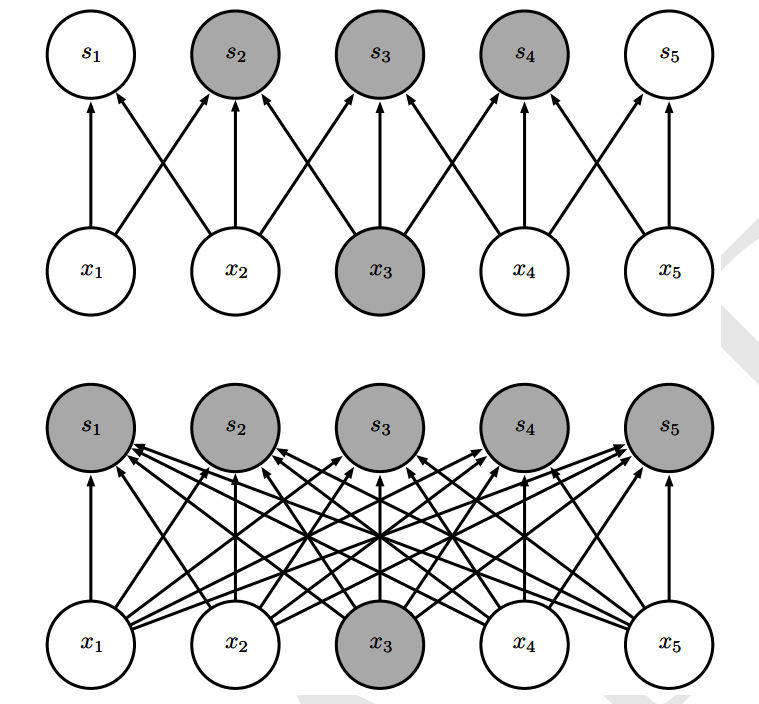 s₁ s₂ s₃ s₄ s₅
x₁ x₂ x₃ x₄ x₅
s₁ s₂ s₃ s₄ s₅
x₁ x₂ x₃ x₄ x₅